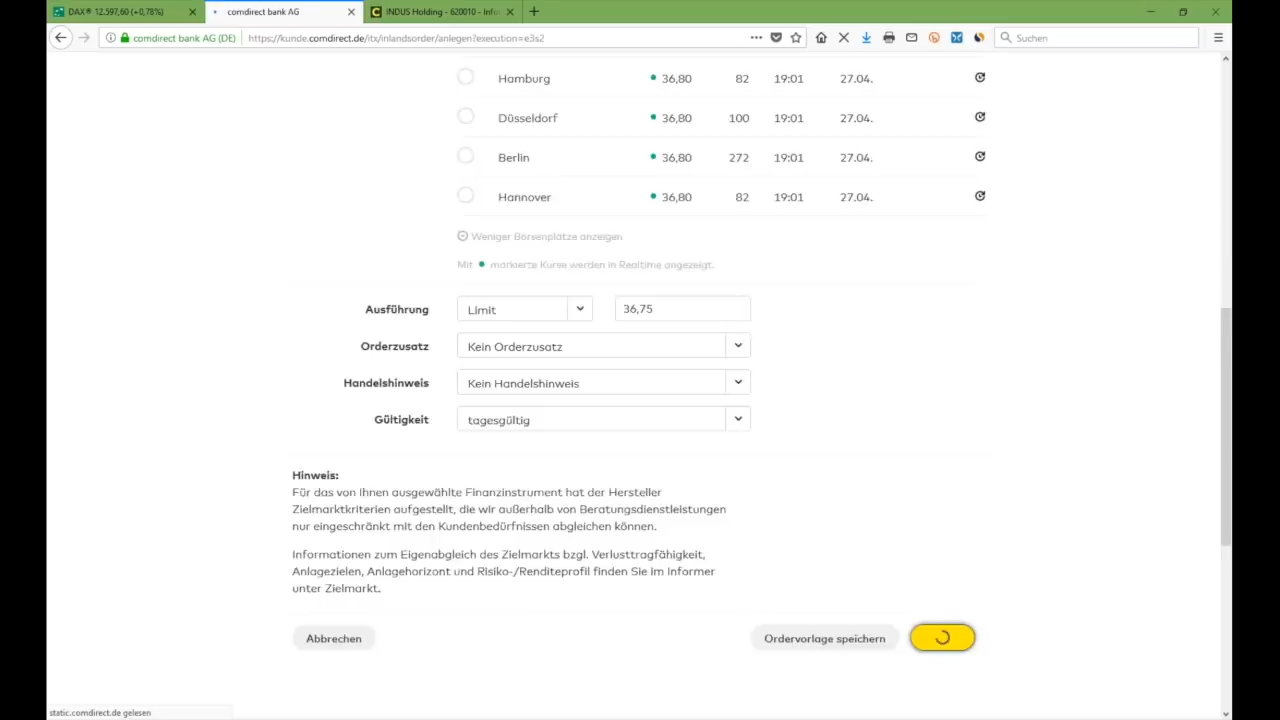 DAX® 12.597,60 (+0,78%)
comdirect bank AG
INDUS Holding - 620010 - Info
comdirect bank AG (DE)
https://kunde.comdirect.de/itx/inlandsorder/anlegen?execution=e3s2
Suchen
Hamburg 36,80 82 19:01 27.04.
Düsseldorf 36,80 100 19:01 27.04.
Berlin 36,80 272 19:01 27.04.
Hannover 36,80 82 19:01 27.04.
Weniger Börsenplätze anzeigen
Mit markierte Kurse werden in Realtime angezeigt.
Ausführung Limit 36,75
Orderzusatz Kein Orderzusatz
Handelshinweis Kein Handelshinweis
Gültigkeit tagesgültig
Hinweis:
Für das von Ihnen ausgewählte Finanzinstrument hat der Hersteller
Zielmarktkriterien aufgestellt, die wir außerhalb von Beratungsdienstleistungen
nur eingeschränkt mit den Kundenbedürfnissen abgleichen können.
Informationen zum Eigenabgleich des Zielmarkts bzgl. Verlusttragfähigkeit,
Anlagezielen, Anlagehorizont und Risiko-/Renditeprofil finden Sie im Informer
unter Zielmarkt.
Abbrechen
Ordervorlage speichern
static.comdirect.de gelesen